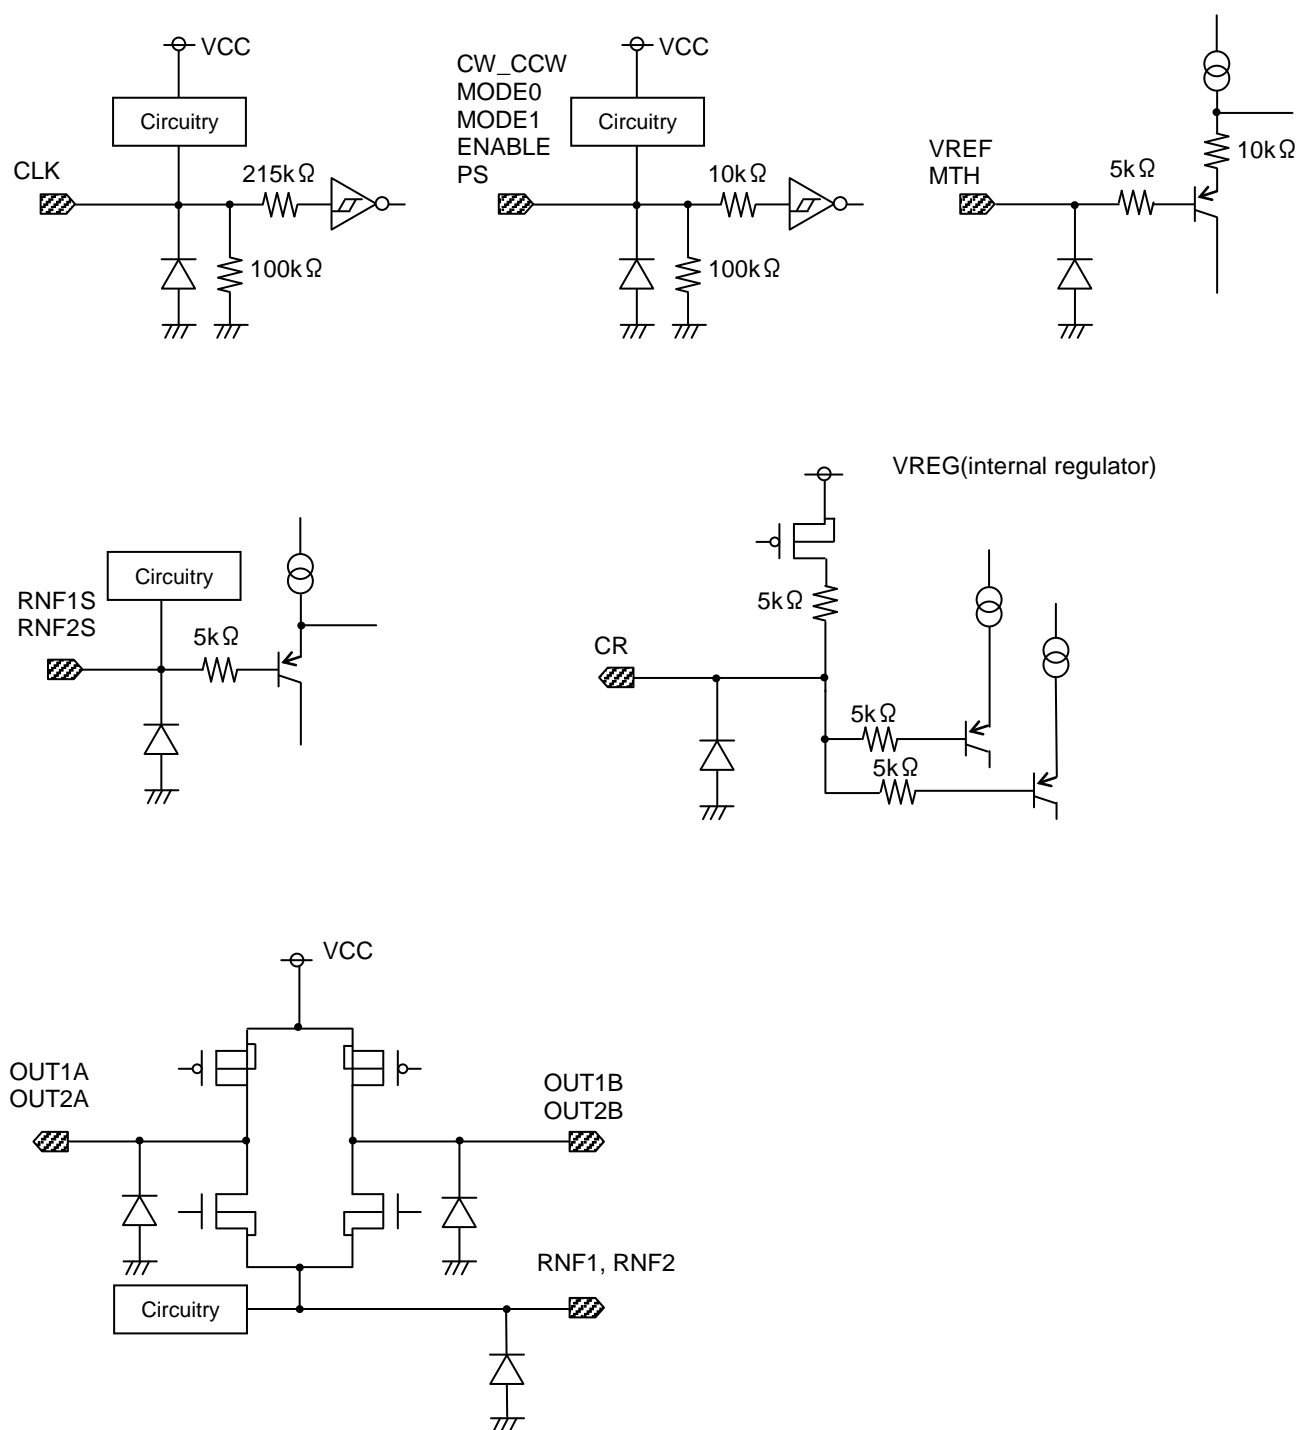 VCC
Circuitry
CLK
215kΩ
100kΩ
VCC
CW_CCW
MODE0
MODE1
ENABLE
PS
Circuitry
10kΩ
100kΩ
VREF
MTH
5kΩ
10kΩ
Circuitry
RNF1S
RNF2S
5kΩ
VREG(internal regulator)
5kΩ
CR
5kΩ
5kΩ
VCC
OUT1A
OUT2A
OUT1B
OUT2B
RNF1, RNF2
Circuitry